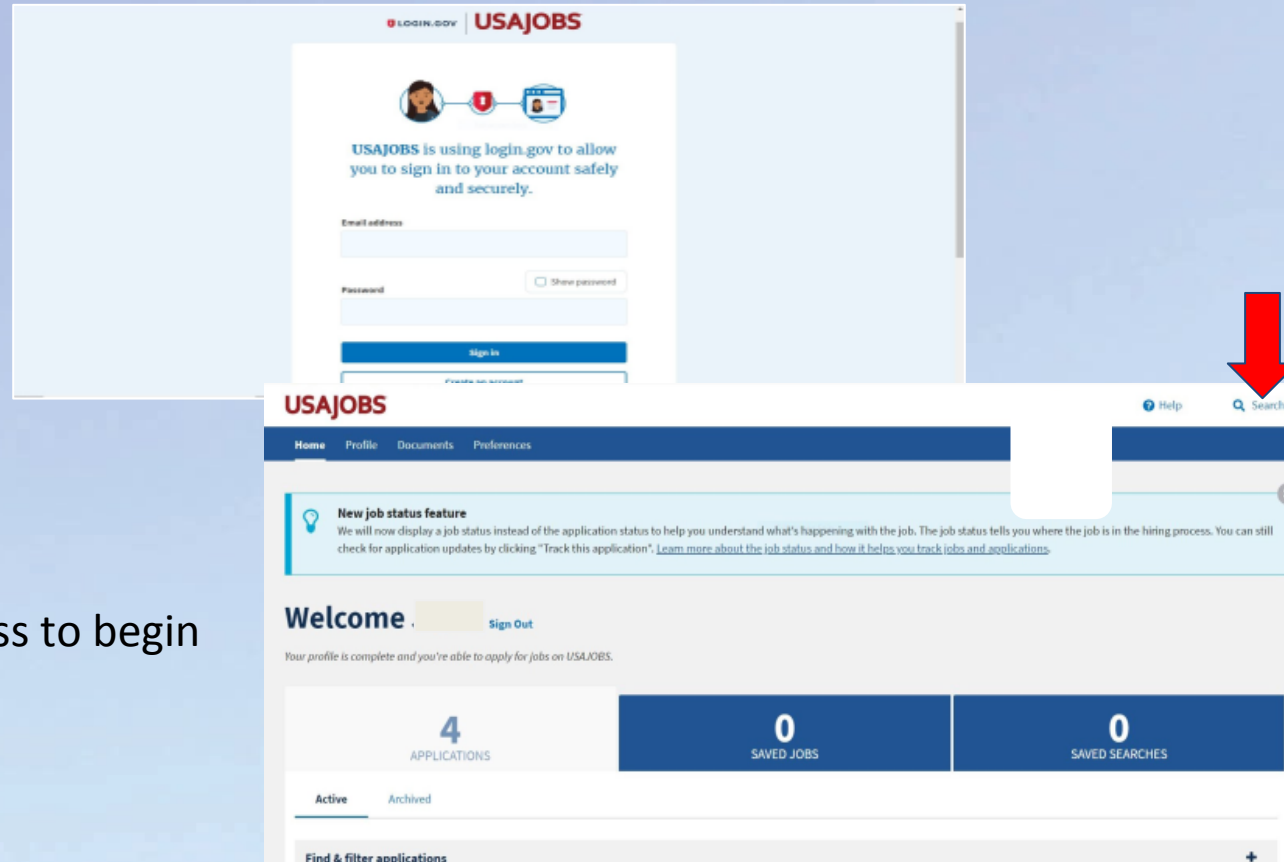 LOGIN.GOV | USAJOBS
USAJOBS is using login.gov to allow
you to sign in to your account safely
and securely.
Email address
Show password
Password
Sign in
Create an account
USAJOBS
Help
Search
Home Profile Documents Preferences
New job status feature
We will now display a job status instead of the application status to help you understand what's happening with the job. The job status tells you where the job is in the hiring process. You can still
check for application updates by clicking "Track this application". Learn more about the job status and how it helps you track jobs and applications.
Welcome
Sign Out
Your profile is complete and you're able to apply for jobs on USAJOBS.
ss to begin
4
APPLICATIONS
0
SAVED JOBS
0
SAVED SEARCHES
Active Archived
Find & filter applications +